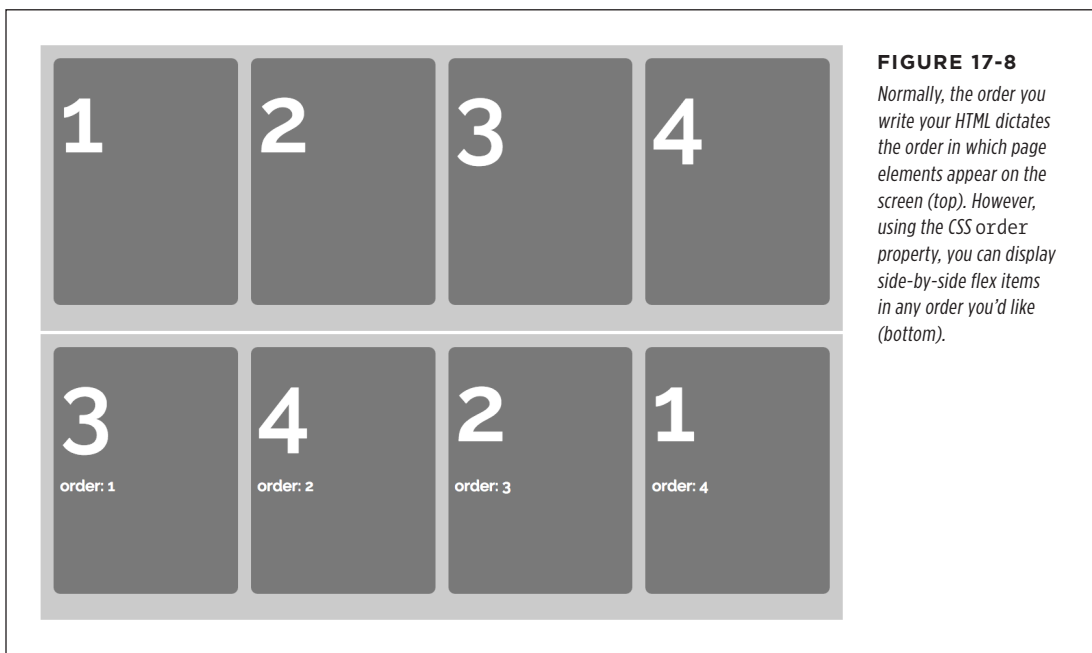 1
2
3
4
3
order: 1
4
order: 2
2
order: 3
1
order: 4
FIGURE 17-8
Normally, the order you
write your HTML dictates
the order in which page
elements appear on the
screen (top). However,
using the CSS order
property, you can display
side-by-side flex items
in any order you’d like
(bottom).